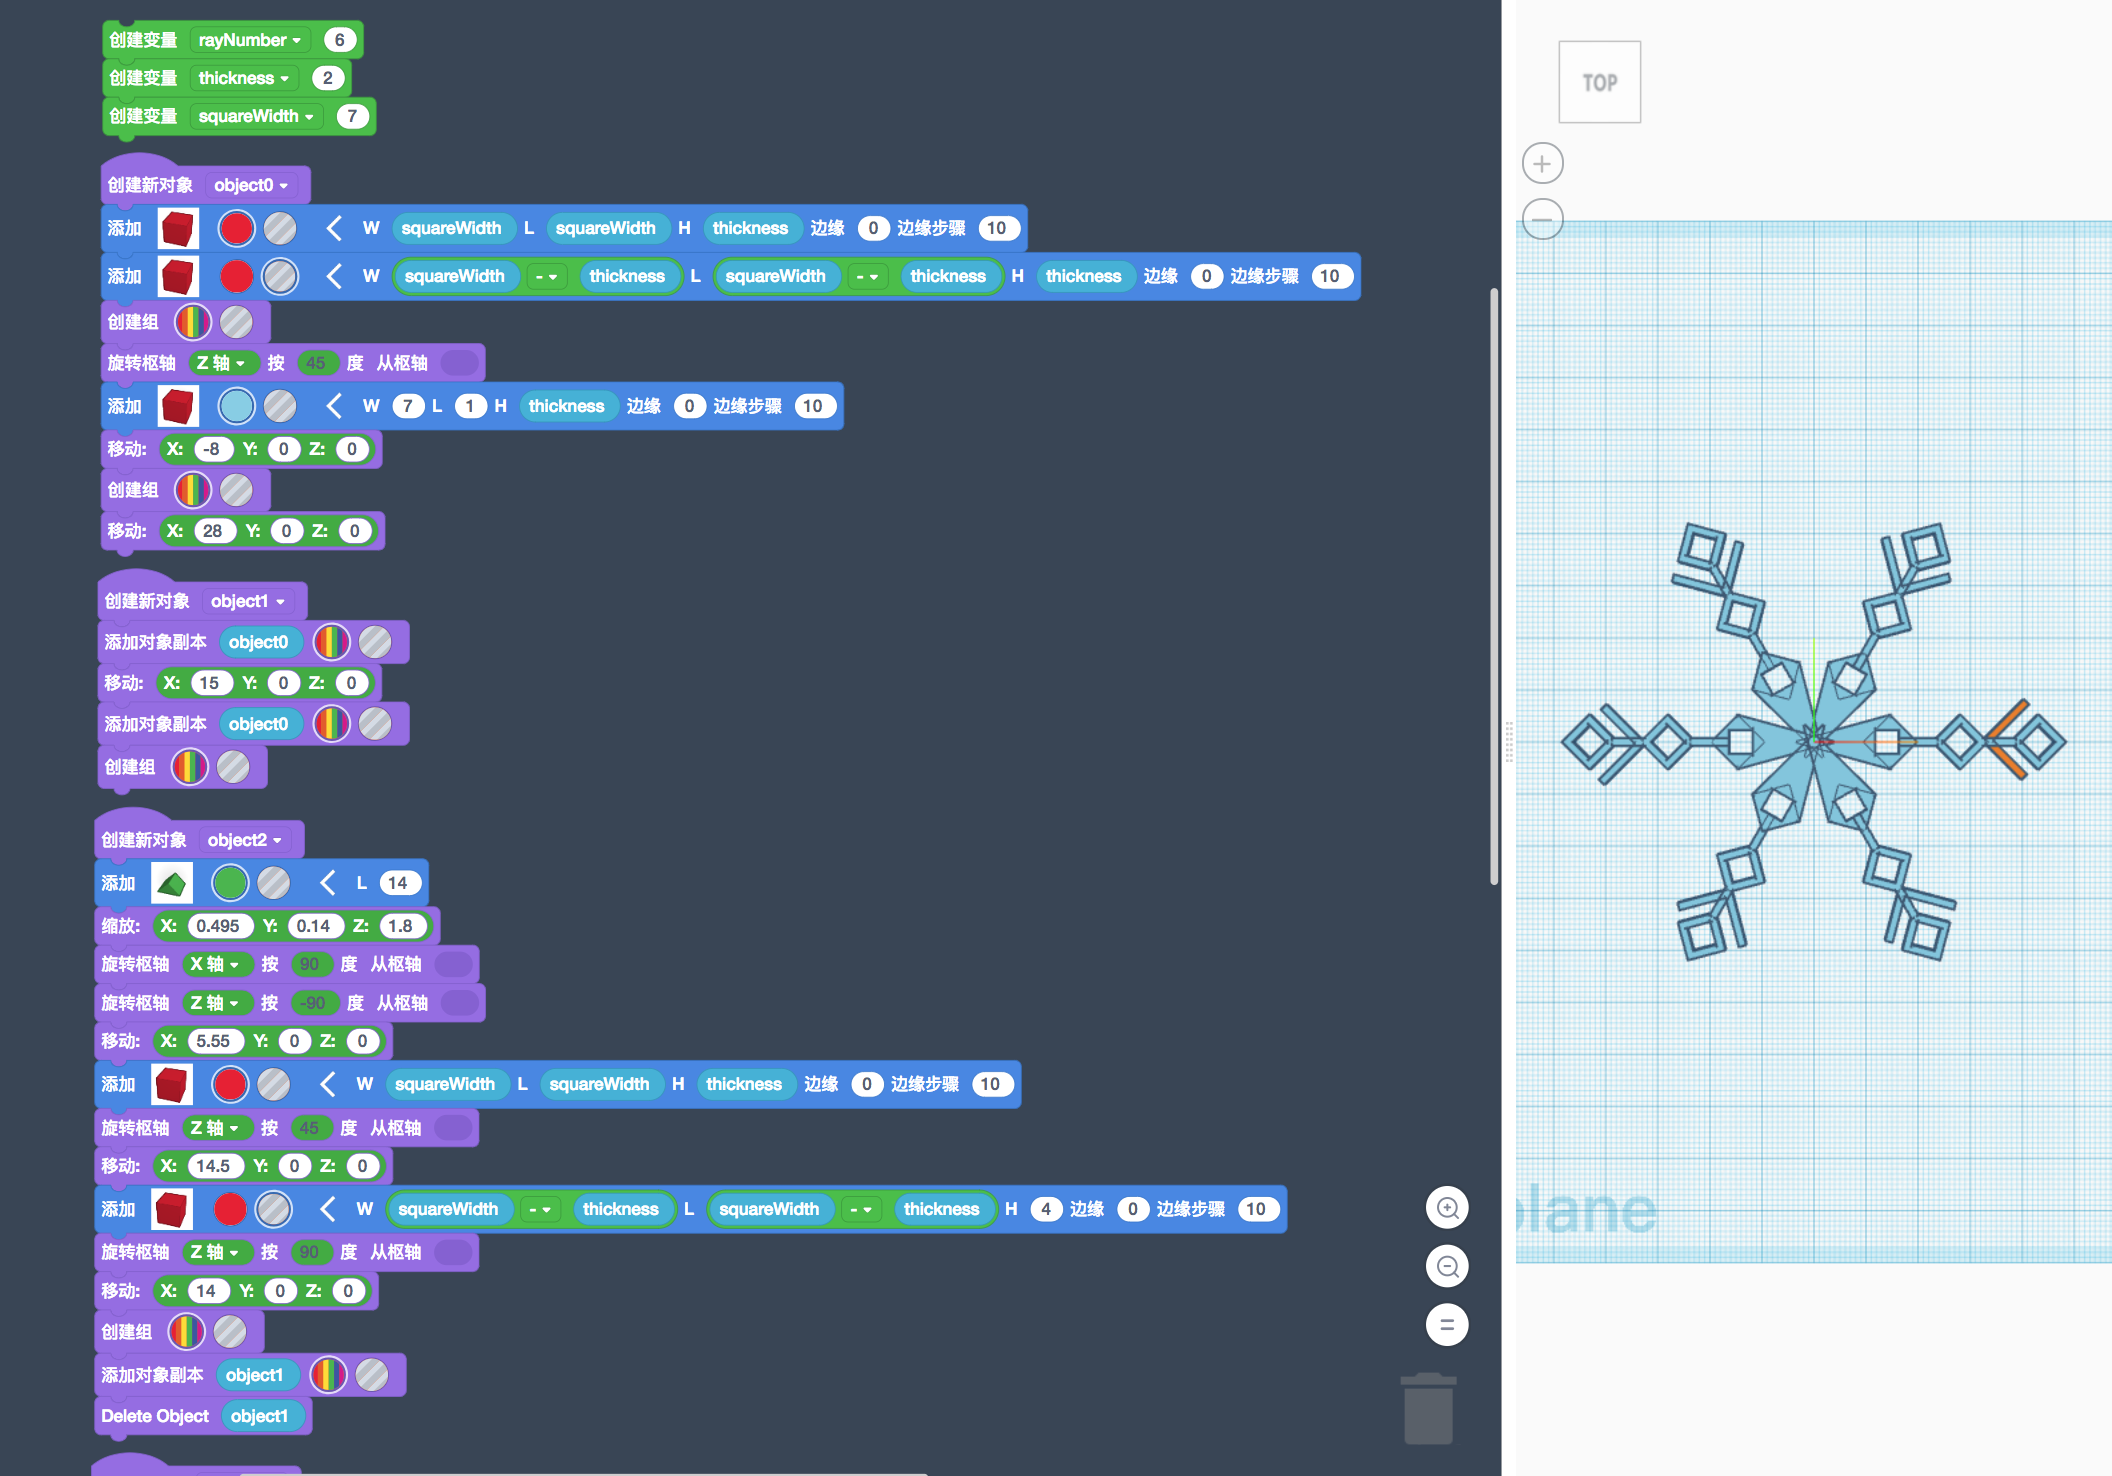 创建变量 rayNumber 6
创建变量 thickness 2
创建变量 squareWidth 7
创建新对象 object0
添加 W squareWidth L squareWidth H thickness 边缘 0 边缘步骤 10
添加 W squareWidth - thickness L squareWidth - thickness H thickness 边缘 0 边缘步骤 10
创建组
旋转枢轴 Z 轴 按 45 度 从枢轴
添加 W 7 L 1 H thickness 边缘 0 边缘步骤 10
移动: X: -8 Y: 0 Z: 0
创建组
移动: X: 28 Y: 0 Z: 0
创建新对象 object1
添加对象副本 object0
移动: X: 15 Y: 0 Z: 0
添加对象副本 object0
创建组
创建新对象 object2
添加 L 14
缩放: X: 0.495 Y: 0.14 Z: 1.8
旋转枢轴 X 轴 按 90 度 从枢轴
旋转枢轴 Z 轴 按 -90 度 从枢轴
移动: X: 5.55 Y: 0 Z: 0
添加 W squareWidth L squareWidth H thickness 边缘 0 边缘步骤 10
旋转枢轴 Z 轴 按 45 度 从枢轴
移动: X: 14.5 Y: 0 Z: 0
添加 W squareWidth - thickness L squareWidth - thickness H 4 边缘 0 边缘步骤 10
旋转枢轴 Z 轴 按 90 度 从枢轴
移动: X: 14 Y: 0 Z: 0
创建组
添加对象副本 object1
Delete Object object1
TOP
plane